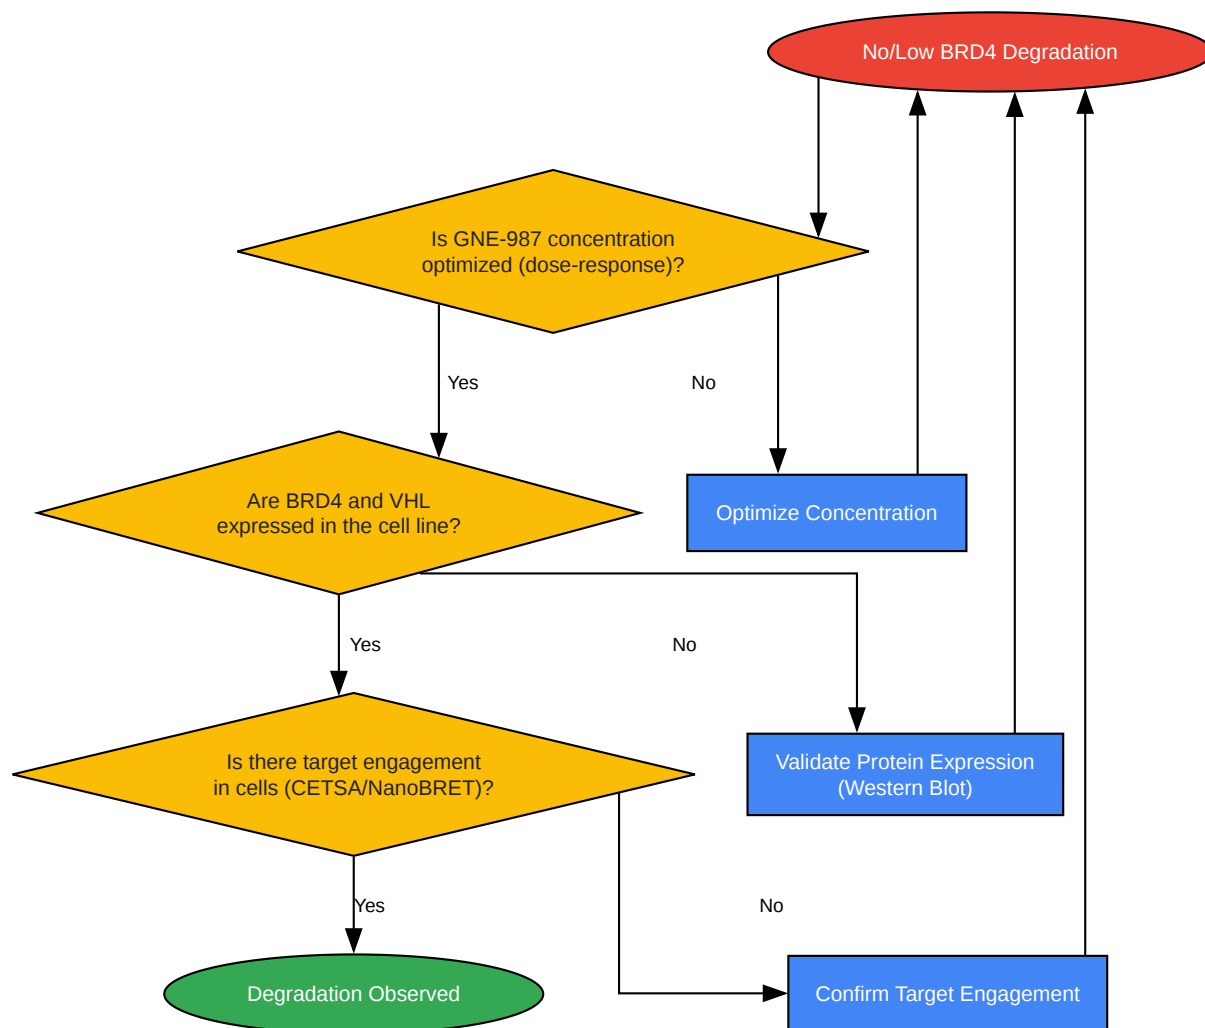 No/Low BRD4 Degradation
Is GNE-987 concentration
optimized (dose-response)?
Yes
No
Are BRD4 and VHL
expressed in the cell line?
Optimize Concentration
Yes
No
Is there target engagement
in cells (CETSA/NanoBRET)?
Validate Protein Expression
(Western Blot)
Yes
No
Degradation Observed
Confirm Target Engagement